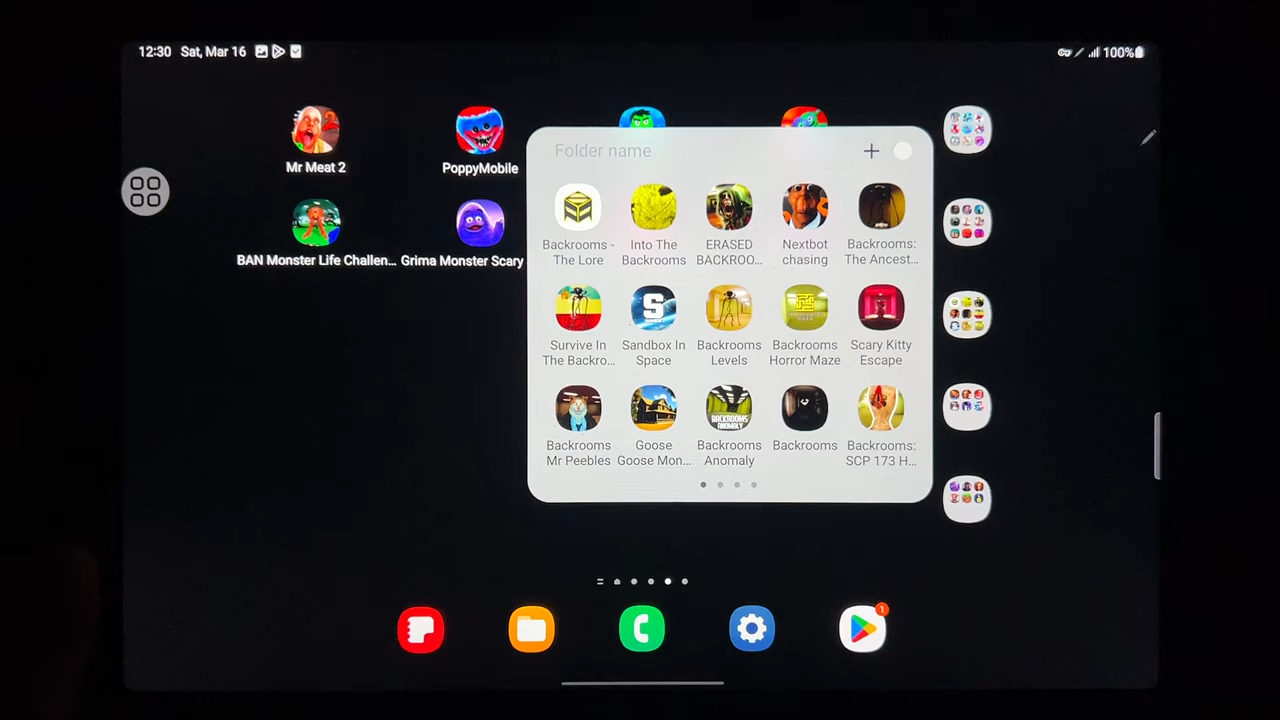 12:30 Sat, Mar 16
100%
Mr Meat 2
PoppyMobile
BAN Monster Life Challen...
Grima Monster Scary
Folder name
Backrooms -
The Lore
Into The
Backrooms
ERASED
BACKROO...
Nextbot
chasing
Backrooms:
The Ancest...
Survive In
The Backro...
S
Sandbox In
Space
Backrooms
Levels
Backrooms
Horror Maze
Scary Kitty
Escape
Backrooms
Mr Peebles
Goose
Goose Mon...
BACKROOMS
ANOMALY
Backrooms
Anomaly
Backrooms
Backrooms:
SCP 173 H...
1